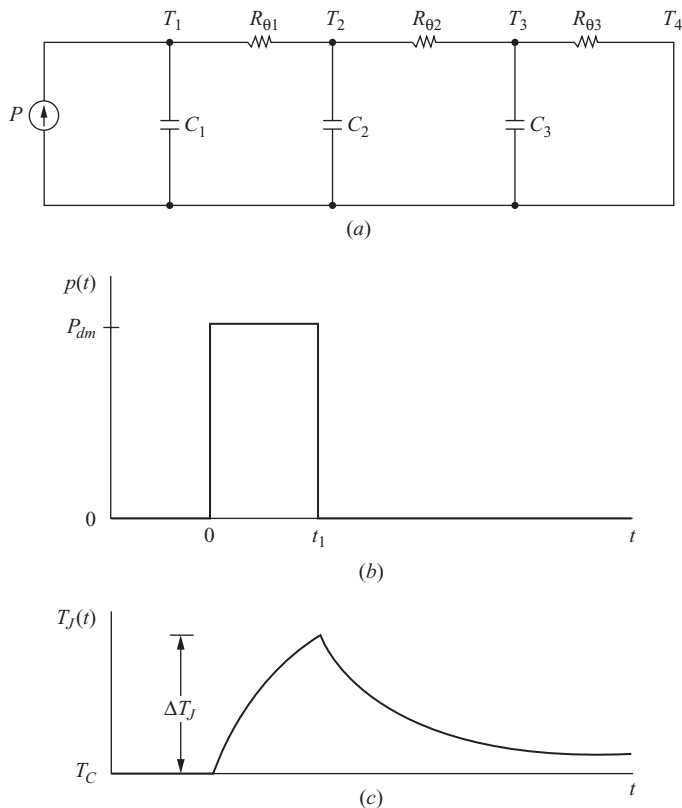 T1 Rθ1 T2 Rθ2 T3 Rθ3 T4
P C1 C2 C3
(a)
p(t)
Pdm
0
0 t1 t
(b)
TJ(t)
ΔTJ
TC
t
(c)